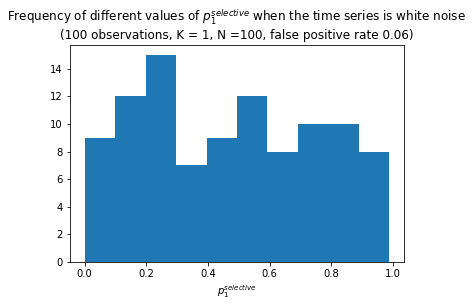 Frequency of different values of $p_1^{selective}$ when the time series is white noise
(100 observations, K = 1, N =100, false positive rate 0.06)
14
12
10
8
6
4
2
0
0.0 0.2 0.4 0.6 0.8 1.0
$p_1^{selective}$